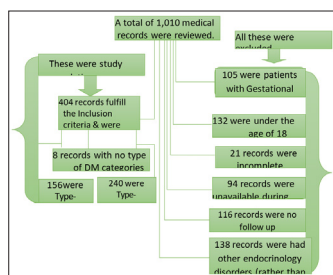 A total of 1,010 medical
records were reviewed.
All these were
excluded
These were study
404 records fulfill
the Inclusion
criteria & were
8 records with no type
of DM categories
156were
Type-
240 were
Type-
105 were patients
with Gestational
132 were under the
age of 18
21 records were
incomplete
94 records were
unavailable during
116 records were no
follow up
138 records were had
other endocrinology
disorders (rather than